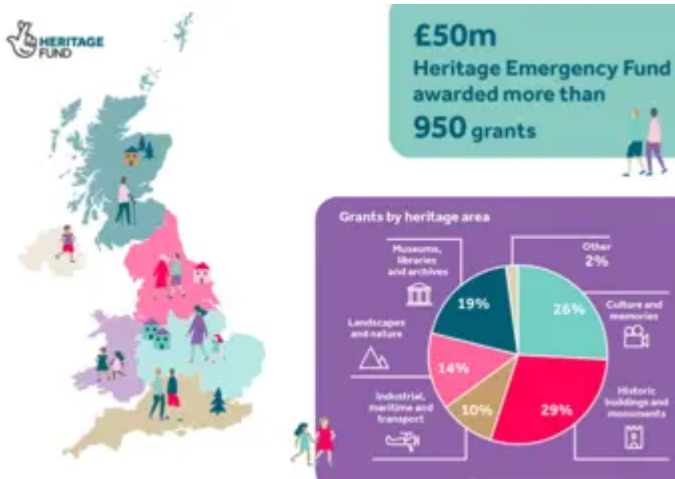 HERITAGE
FUND
£50m
Heritage Emergency Fund
awarded more than
950 grants
Grants by heritage area
Museums,
libraries
and archives
19%
Other
2%
26%
Culture and
memories
Landscapes
and nature
14%
Industrial,
maritime and
transport
10%
29%
Historic
buildings and
monuments